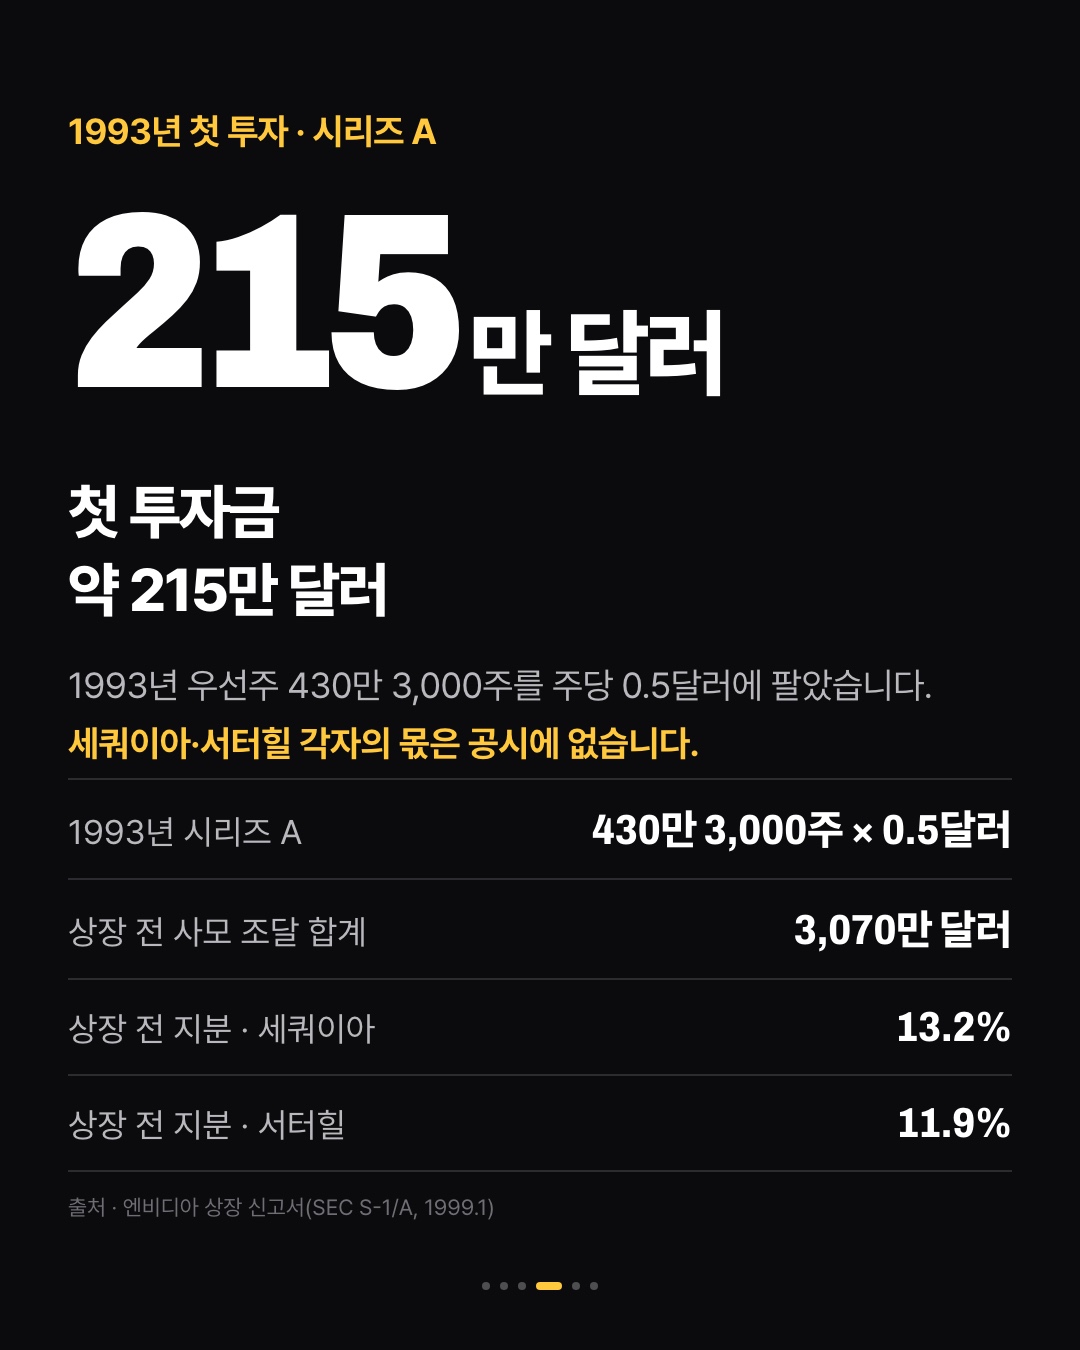 1993년 첫 투자 · 시리즈 A
215만 달러
첫 투자금
약 215만 달러
1993년 우선주 430만 3,000주를 주당 0.5달러에 팔았습니다.
세쿼이아·서터힐 각자의 몫은 공시에 없습니다.
1993년 시리즈 A 430만 3,000주 × 0.5달러
상장 전 사모 조달 합계 3,070만 달러
상장 전 지분 · 세쿼이아 13.2%
상장 전 지분 · 서터힐 11.9%
출처 · 엔비디아 상장 신고서(SEC S-1/A, 1999.1)